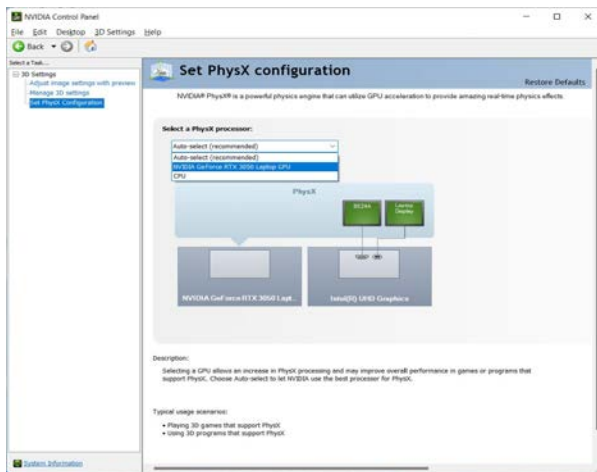 NVIDIA Control Panel
File Edit Desktop 3D Settings Help
Back
Select a Task...
3D Settings
Adjust image settings with preview
Manage 3D settings
Set PhysX Configuration
Set PhysX configuration
Restore Defaults
NVIDIA® PhysX® is a powerful physics engine that can utilize GPU acceleration to provide amazing real-time physics effects.
Select a PhysX processor:
Auto-select (recommended)
Auto-select (recommended)
NVIDIA GeForce RTX 3050 Laptop GPU
CPU
PhysX
Laptop
Display
NVIDIA GeForce RTX 3050 Lapt...
Intel(R) UHD Graphics
Description:
Selecting a GPU allows an increase in PhysX processing and may improve overall performance in games or programs that
support PhysX. Choose Auto-select to let NVIDIA use the best processor for PhysX.
Typical usage scenarios:
• Playing 3D games that support PhysX
• Using 3D programs that support PhysX
System Information